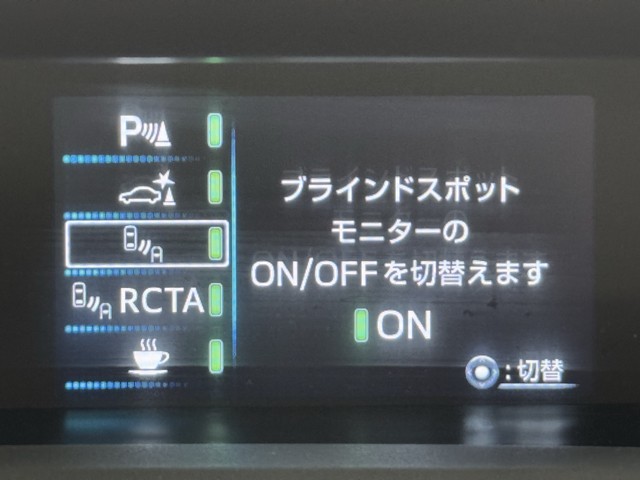 P
RCTA
ブラインドスポット
モニターの
ON/OFFを切替えます
ON
:切替